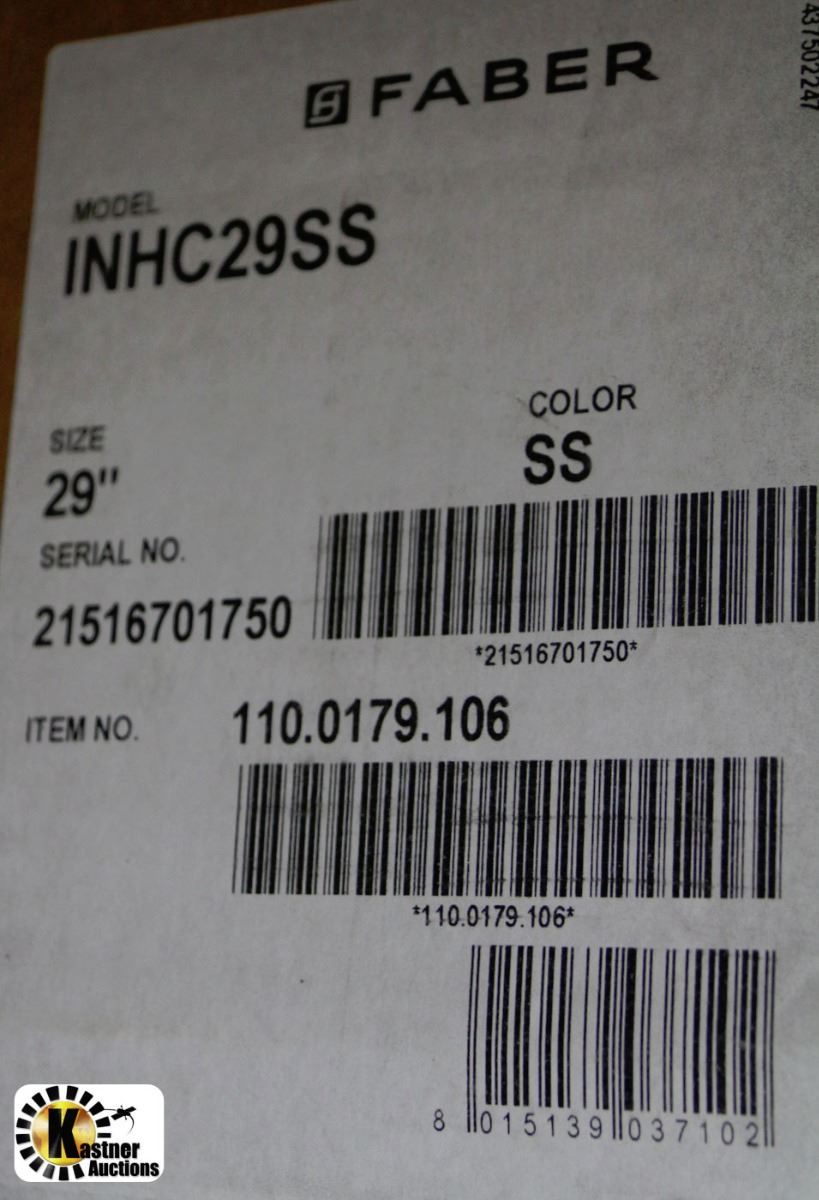 FABER
437502247
MODEL
INHC29SS
COLOR
SS
SIZE
29"
SERIAL NO.
21516701750
*21516701750*
ITEM NO. 110.0179.106
*110.0179.106*
8 015139 037102
Kastner
Auctions